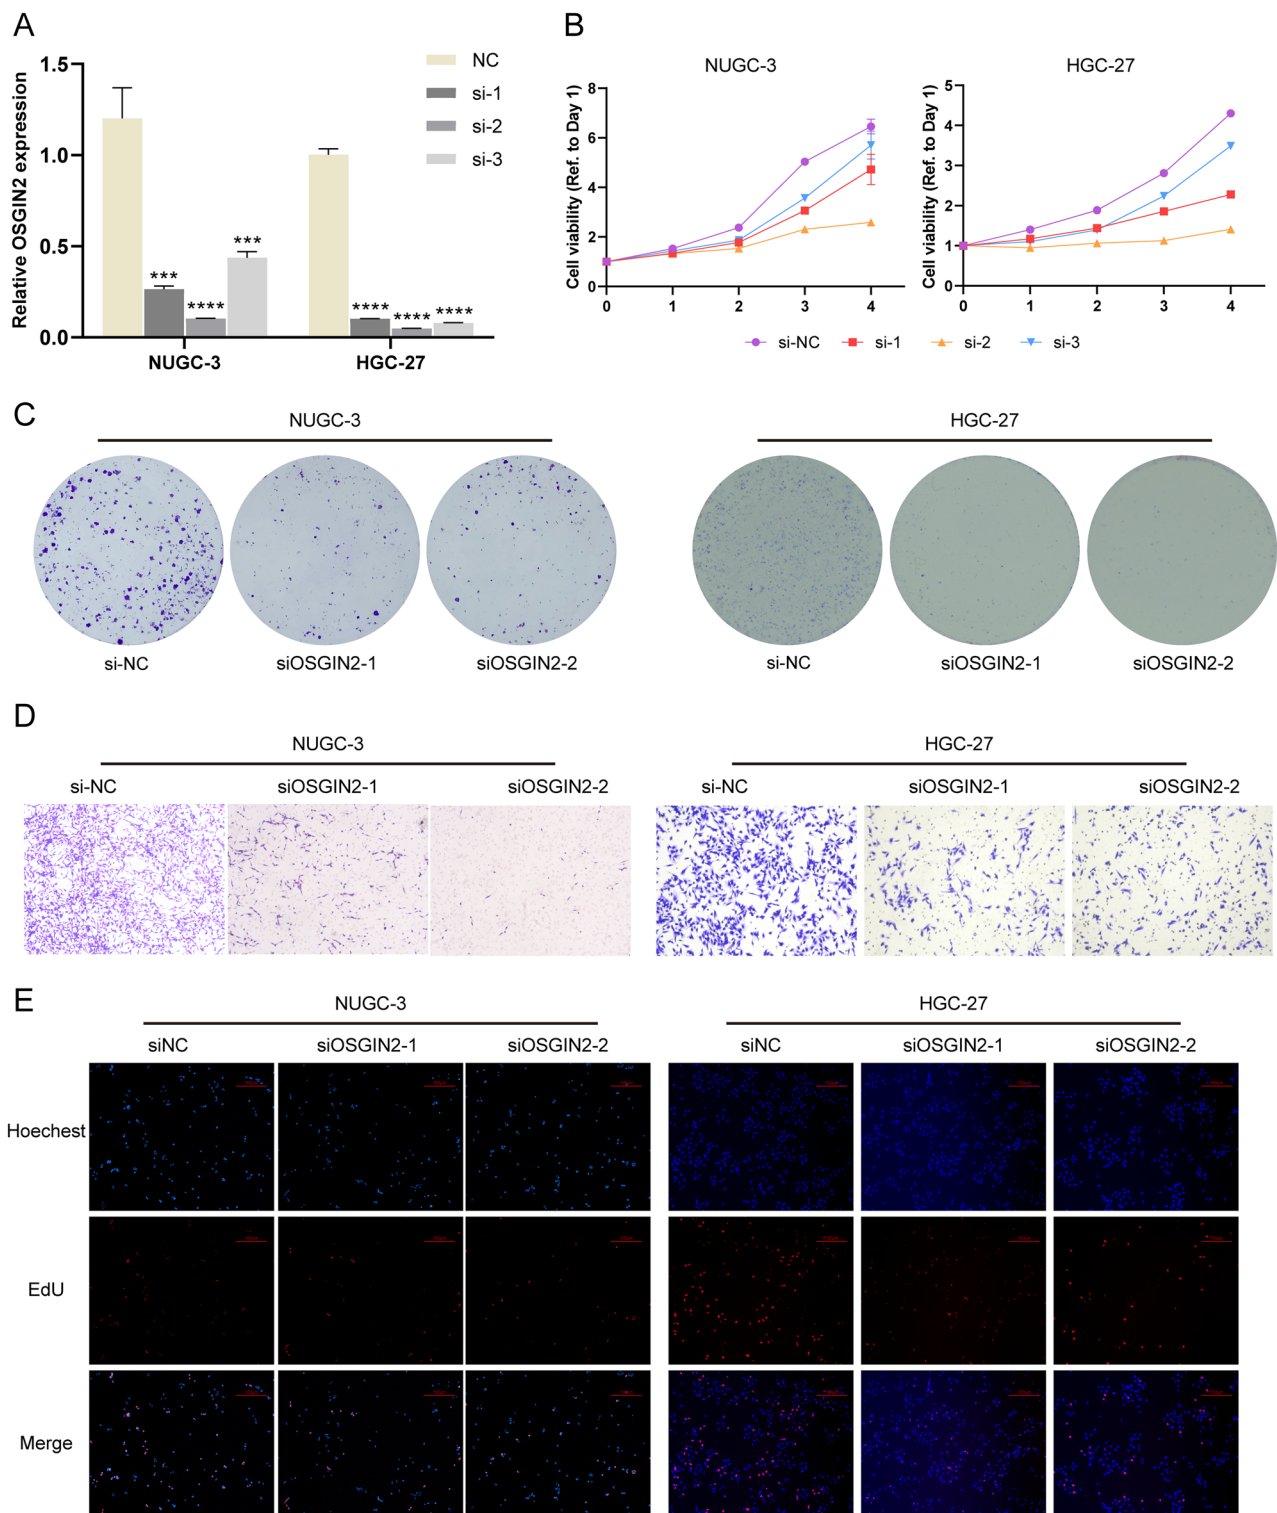 A
Relative OSGIN2 expression
1.5
1.0
0.5
0.0
NC
si-1
si-2
si-3
***
****
***
****
****
****
NUGC-3
HGC-27
B
NUGC-3
HGC-27
Cell viability (Ref. to Day 1)
8
6
4
2
0
0 1 2 3 4
Cell viability (Ref. to Day 1)
5
4
3
2
1
0
0 1 2 3 4
si-NC si-1 si-2 si-3
C
NUGC-3
HGC-27
si-NC siOSGIN2-1 siOSGIN2-2
si-NC siOSGIN2-1 siOSGIN2-2
D
NUGC-3
HGC-27
si-NC siOSGIN2-1 siOSGIN2-2
si-NC siOSGIN2-1 siOSGIN2-2
E
NUGC-3
HGC-27
siNC siOSGIN2-1 siOSGIN2-2
siNC siOSGIN2-1 siOSGIN2-2
Hoechest
EdU
Merge